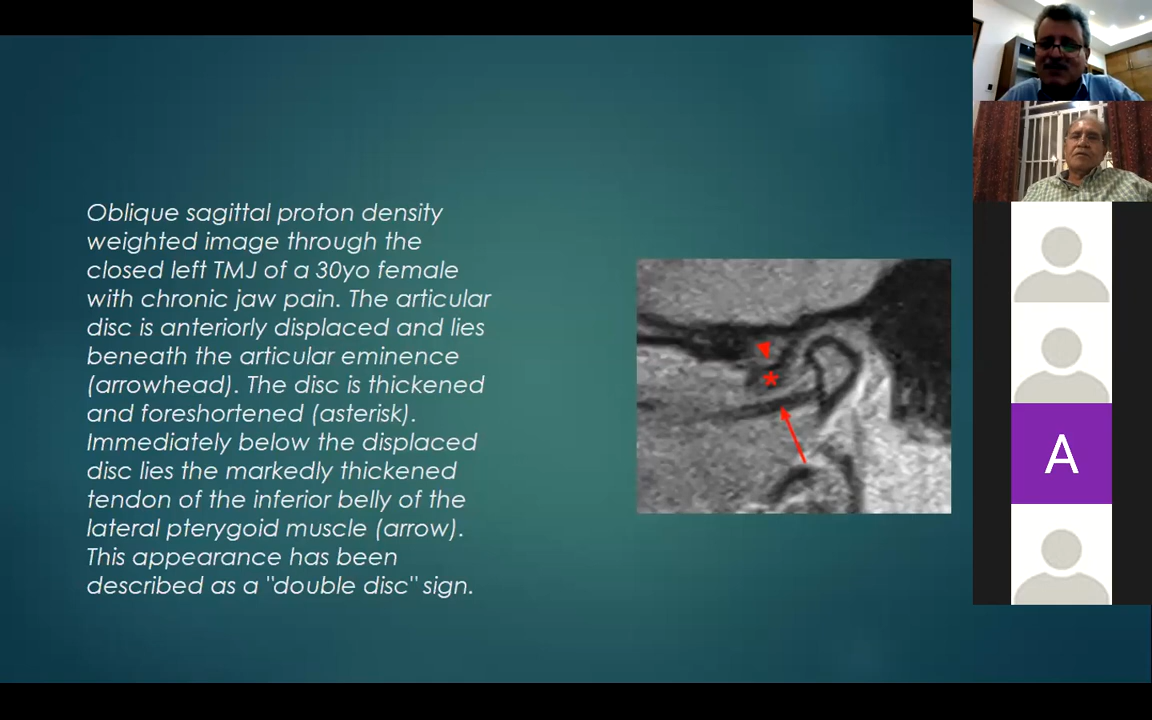 Oblique sagittal proton density
weighted image through the
closed left TMJ of a 30yo female
with chronic jaw pain. The articular
disc is anteriorly displaced and lies
beneath the articular eminence
(arrowhead). The disc is thickened
and foreshortened (asterisk).
Immediately below the displaced
disc lies the markedly thickened
tendon of the inferior belly of the
lateral pterygoid muscle (arrow).
This appearance has been
described as a "double disc" sign.
A